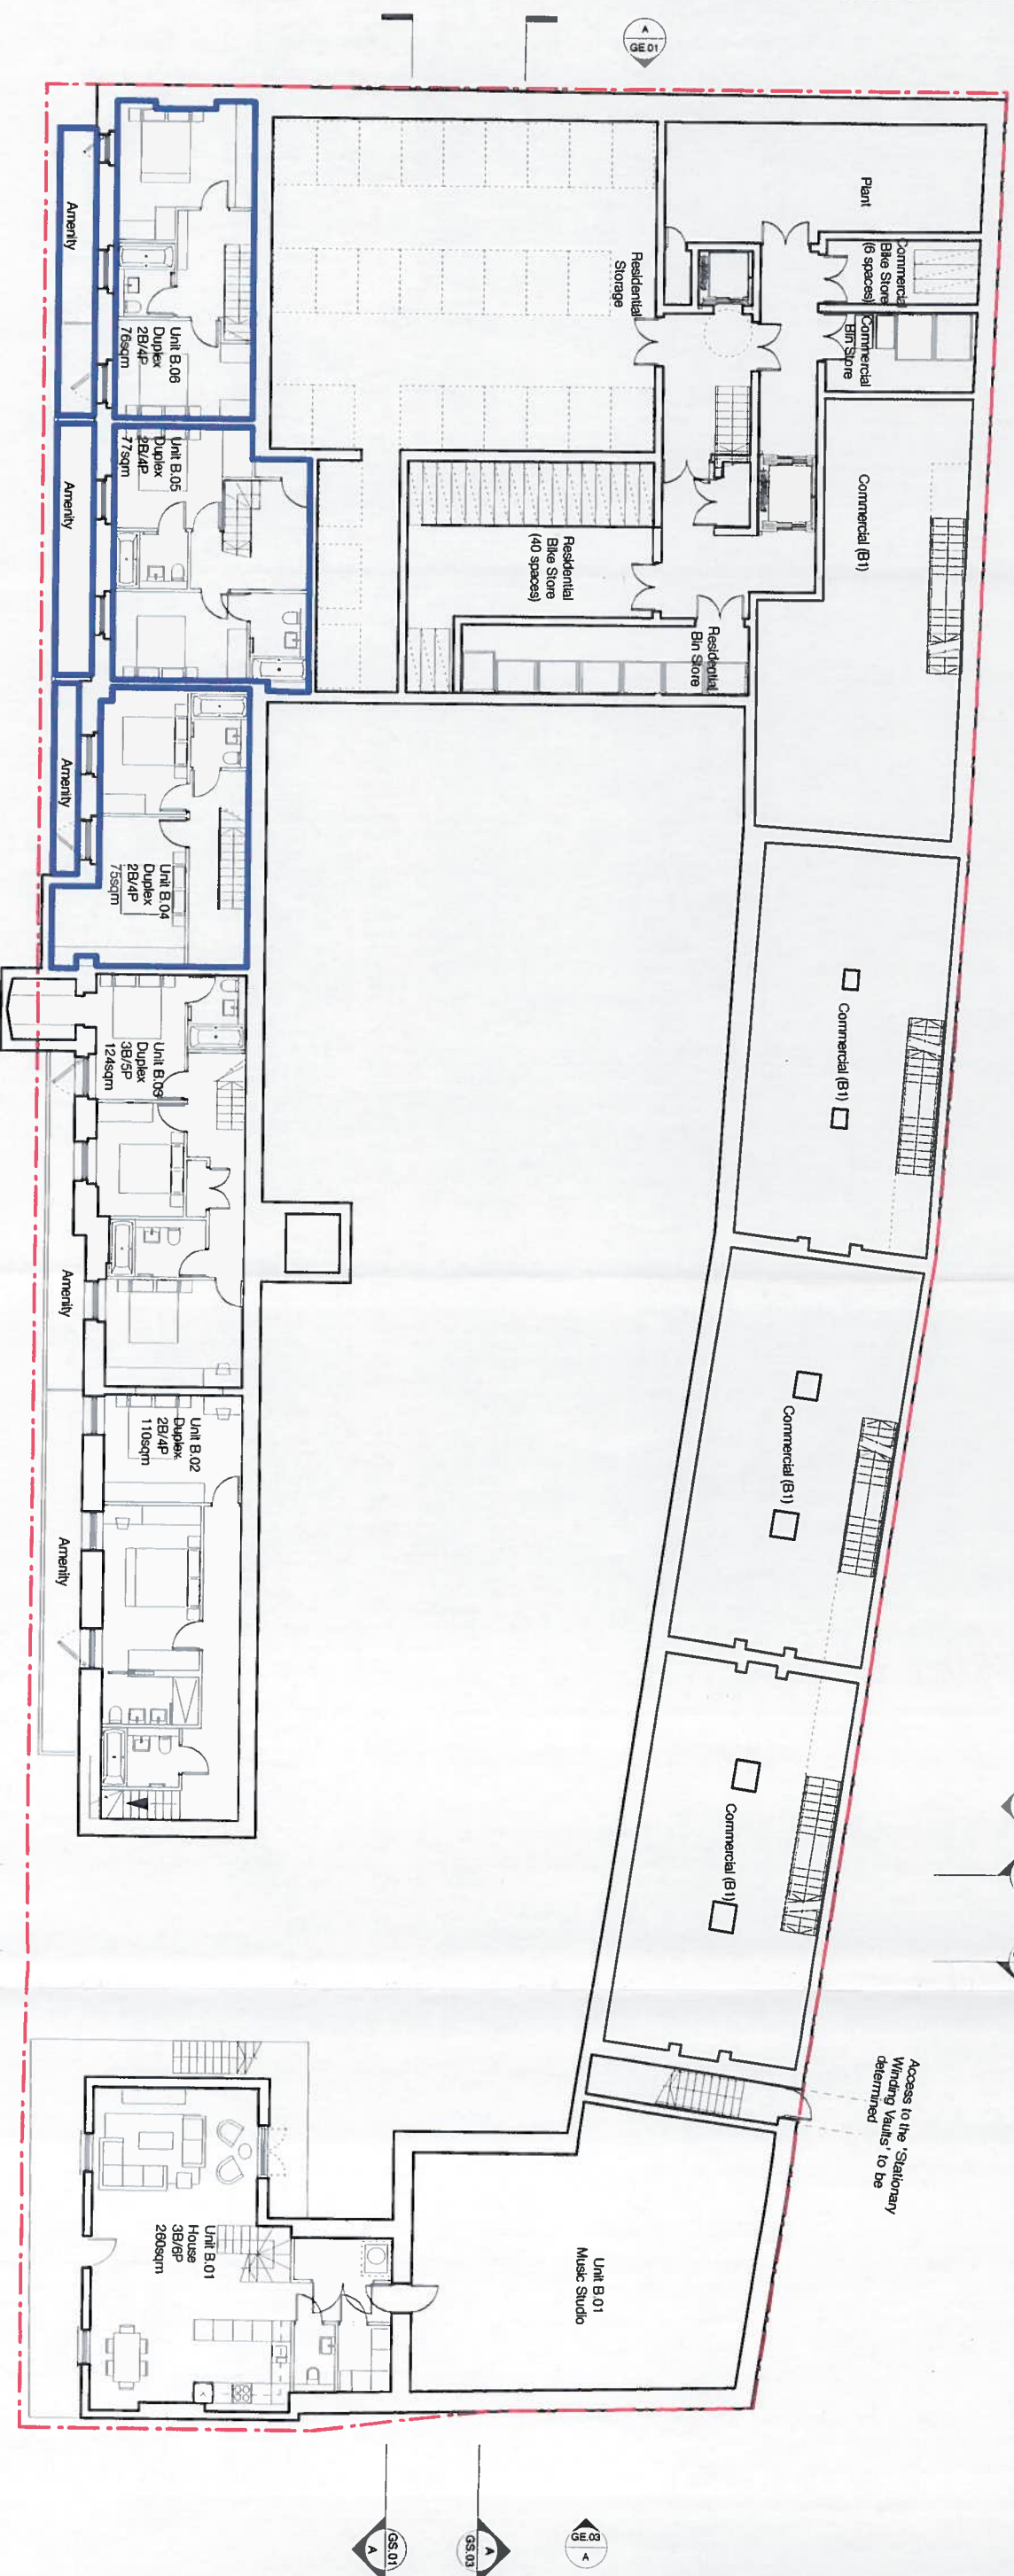 A
GE.01
Plant
Commercial
Bike Store
(6 spaces)
Commercial
Bin Store
Residential
Storage
Amenity
Unit B.06
Duplex
2B/4P
76sqm
Commercial (B1)
Unit B.05
Duplex
2B/4P
77sqm
Amenity
Residential
Bike Store
(40 spaces)
Residential
Bin Store
Amenity
Unit B.04
Duplex
2B/4P
75sqm
Commercial (B1)
Unit B.03
Duplex
3B/5P
124sqm
Amenity
Commercial (B1)
Unit B.02
Duplex
2B/4P
110sqm
Amenity
Commercial (B1)
Access to the 'Stationary
Winding Vaults' to be
determined
Unit B.01
House
3B/6P
260sqm
Unit B.01
Music Studio
GS.01
A
GS.03
A
GE.03
A